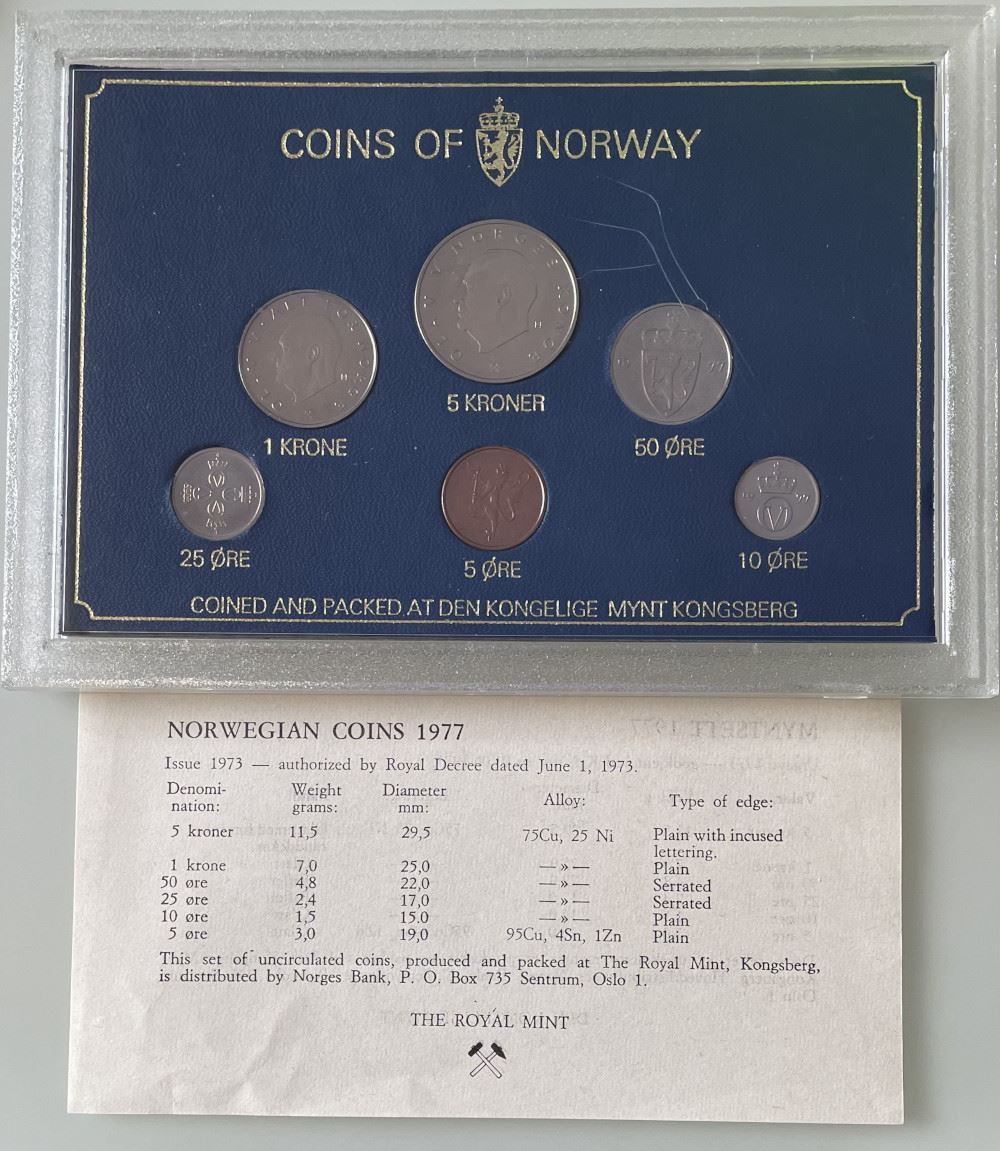 COINS OF NORWAY
5 KRONER
1 KRONE
50 ØRE
25 ØRE
5 ØRE
10 ØRE
COINED AND PACKED AT DEN KONGELIGE MYNT KONGSBERG
NORWEGIAN COINS 1977
Issue 1973 — authorized by Royal Decree dated June 1, 1973.
Denomi-nation: Weight grams: Diameter mm: Alloy: Type of edge:
5 kroner 11,5 29,5 75Cu, 25 Ni Plain with incused lettering.
1 krone 7,0 25,0 —»— Plain
50 øre 4,8 22,0 —»— Serrated
25 øre 2,4 17,0 —»— Serrated
10 øre 1,5 15.0 —»— Plain
5 øre 3,0 19,0 95Cu, 4Sn, 1Zn Plain
This set of uncirculated coins, produced and packed at The Royal Mint, Kongsberg,
is distributed by Norges Bank, P. O. Box 735 Sentrum, Oslo 1.
THE ROYAL MINT